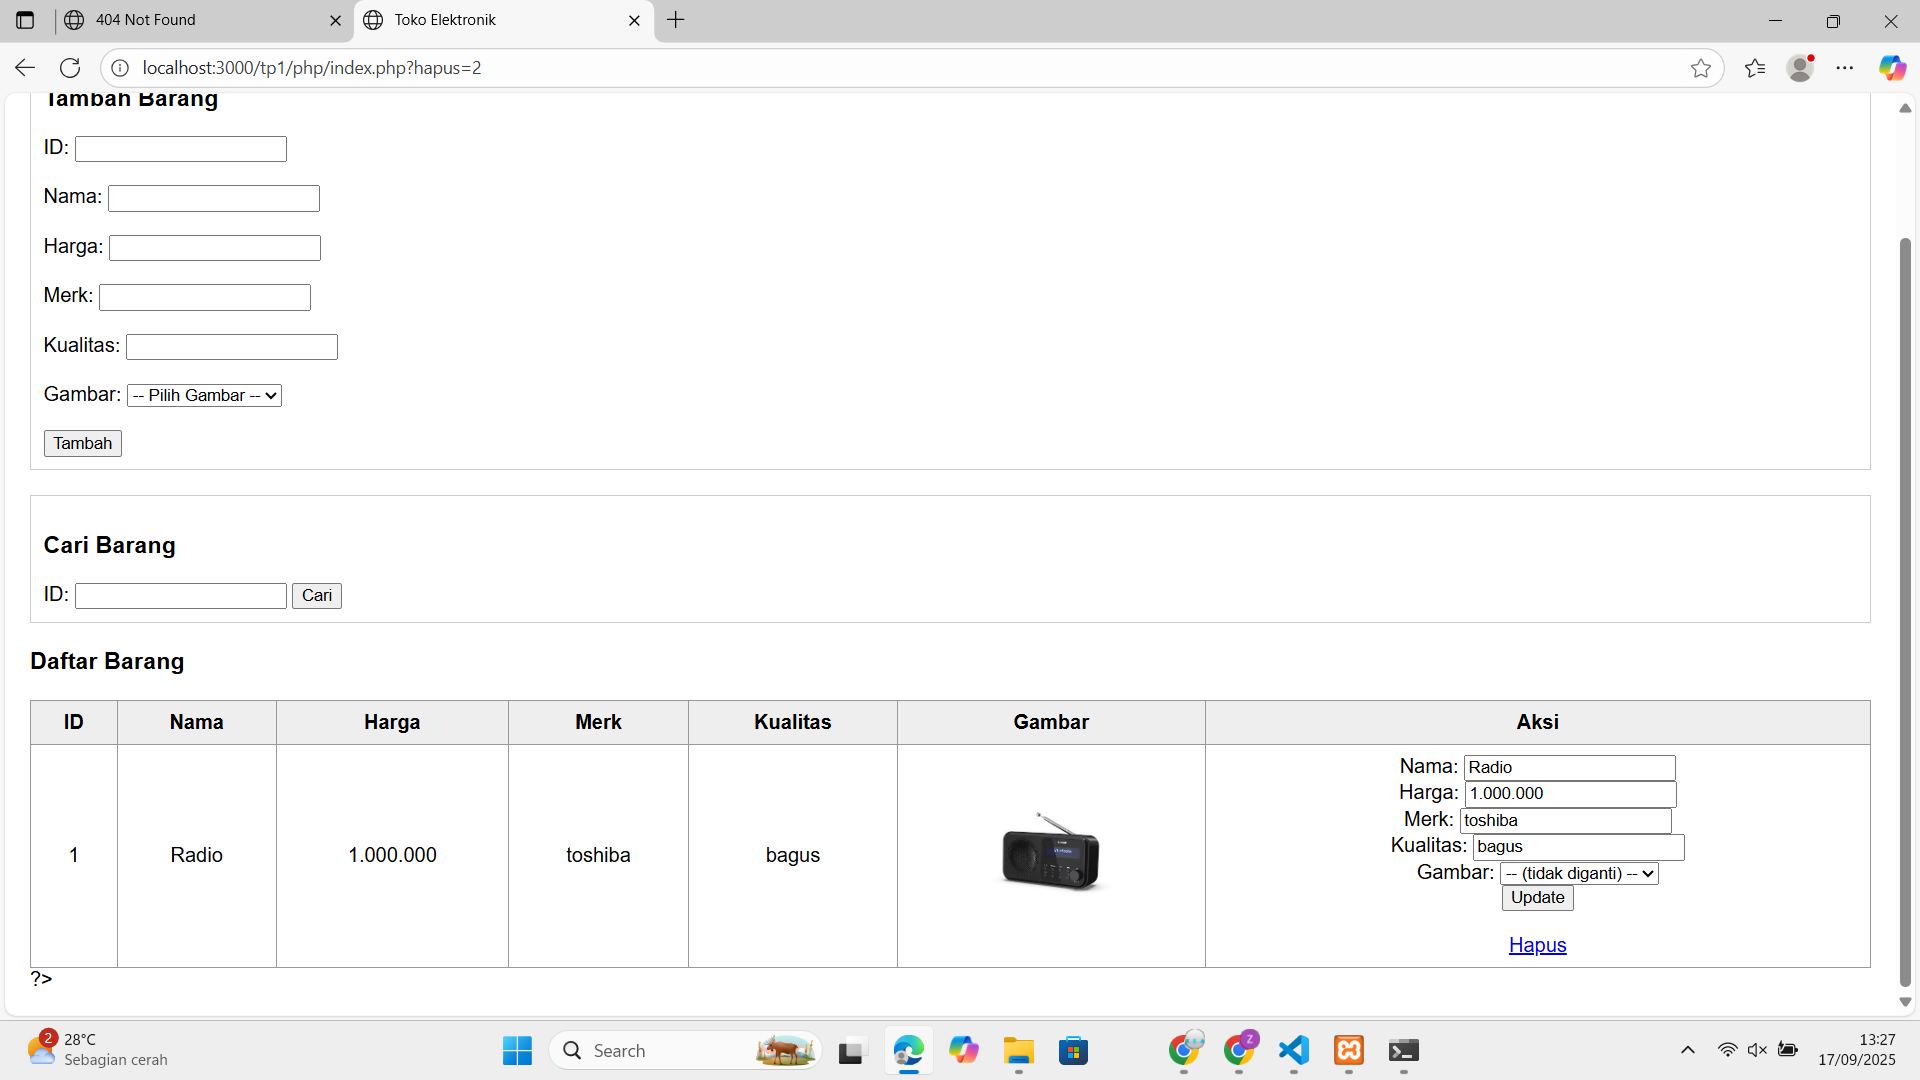 404 Not Found
Toko Elektronik
localhost:3000/tp1/php/index.php?hapus=2
Tambah Barang
ID:
Nama:
Harga:
Merk:
Kualitas:
Gambar: -- Pilih Gambar --
Tambah
Cari Barang
ID: Cari
Daftar Barang
ID Nama Harga Merk Kualitas Gambar Aksi
1 Radio 1.000.000 toshiba bagus
Nama: Radio
Harga: 1.000.000
Merk: toshiba
Kualitas: bagus
Gambar: -- (tidak diganti) --
Update
Hapus
?>
2
28°C
Sebagian cerah
Search
Z
13:27
17/09/2025